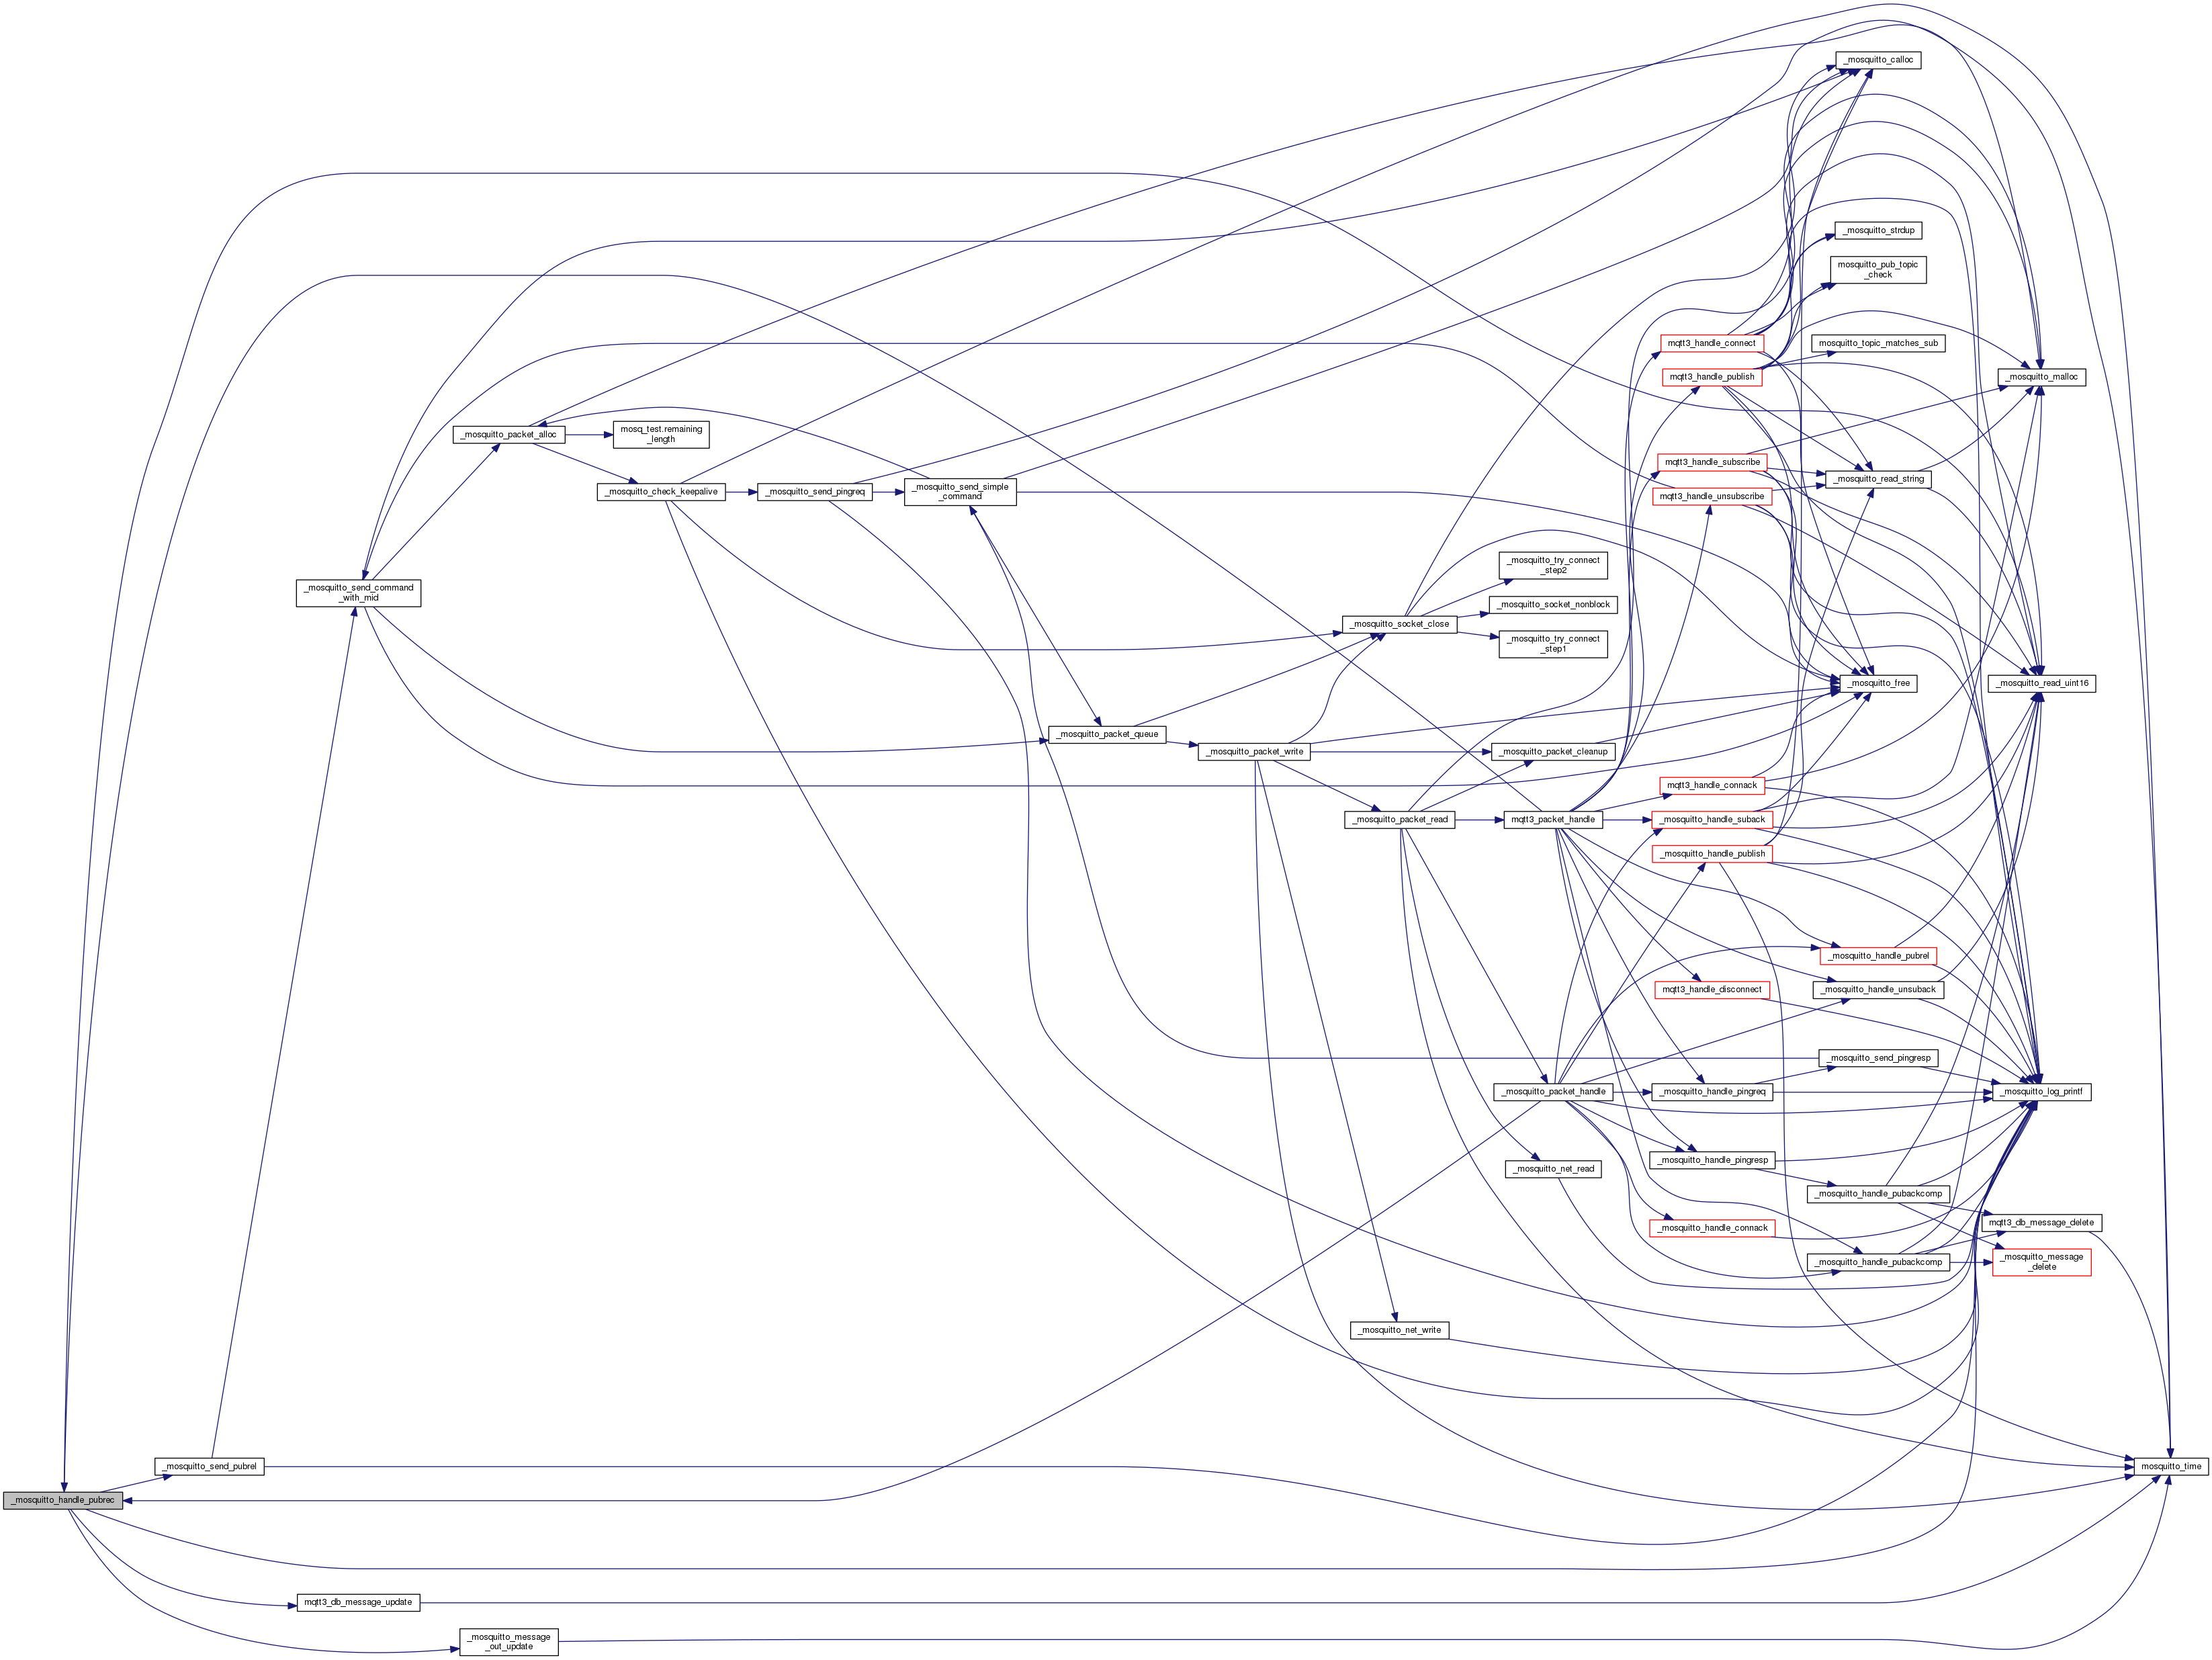 _mosquitto_calloc
_mosquitto_strdup
mosquitto_pub_topic
_check
mqtt3_handle_connect
mosquitto_topic_matches_sub
mqtt3_handle_publish
_mosquitto_malloc
_mosquitto_packet_alloc
mosq_test.remaining
_length
mqtt3_handle_subscribe
_mosquitto_read_string
_mosquitto_check_keepalive
_mosquitto_send_pingreq
_mosquitto_send_simple
_command
mqtt3_handle_unsubscribe
_mosquitto_try_connect
_step2
_mosquitto_send_command
_with_mid
_mosquitto_socket_nonblock
_mosquitto_socket_close
_mosquitto_try_connect
_step1
_mosquitto_free
_mosquitto_read_uint16
_mosquitto_packet_queue
_mosquitto_packet_write
_mosquitto_packet_cleanup
mqtt3_handle_connack
_mosquitto_packet_read
mqtt3_packet_handle
_mosquitto_handle_suback
_mosquitto_handle_publish
_mosquitto_handle_pubrel
mqtt3_handle_disconnect
_mosquitto_handle_unsuback
_mosquitto_send_pingresp
_mosquitto_packet_handle
_mosquitto_handle_pingreq
_mosquitto_log_printf
_mosquitto_handle_pingresp
_mosquitto_net_read
_mosquitto_handle_pubackcomp
mqtt3_db_message_delete
_mosquitto_handle_connack
_mosquitto_handle_pubackcomp
_mosquitto_message
_delete
_mosquitto_net_write
_mosquitto_send_pubrel
mosquitto_time
_mosquitto_handle_pubrec
mqtt3_db_message_update
_mosquitto_message
_out_update